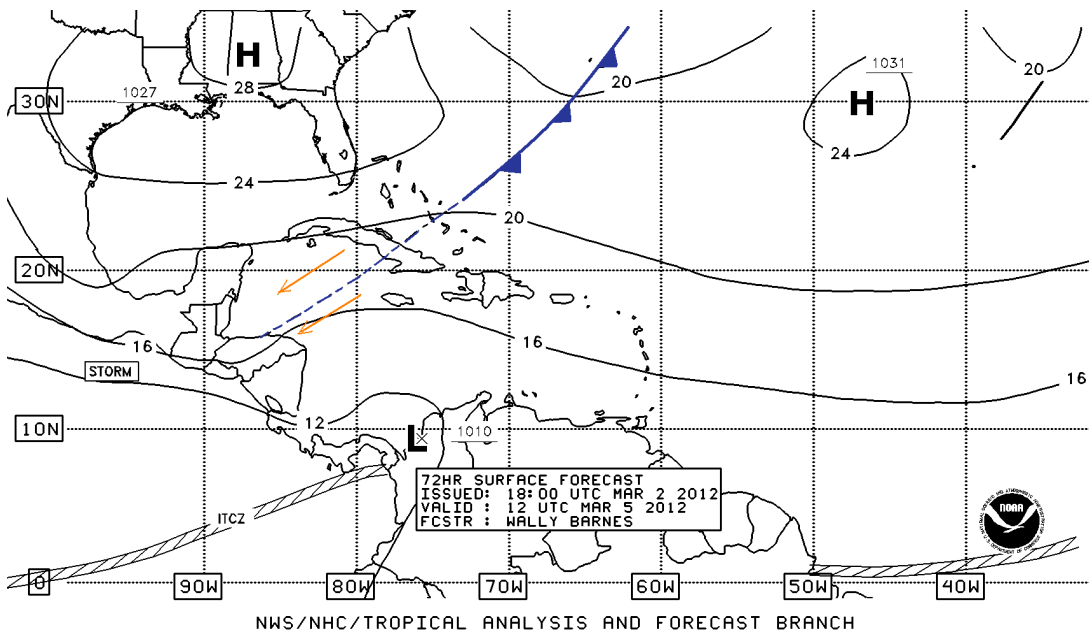 H
28
1027
30N
20
1031
H
24
20
24
20
20N
16
STORM
16
16
12
L
1010
10N
72HR SURFACE FORECAST
ISSUED: 18:00 UTC MAR 2 2012
VALID : 12 UTC MAR 5 2012
FCSTR : WALLY BARNES
ITCZ
NOAA
0
90W
80W
70W
60W
50W
40W
NWS/NHC/TROPICAL ANALYSIS AND FORECAST BRANCH